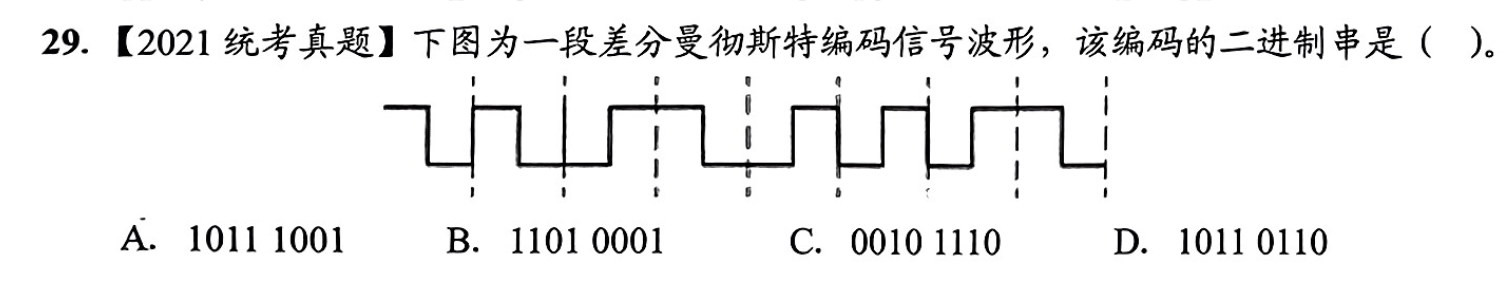 29.【2021 统考真题】下图为一段差分曼彻斯特编码信号波形，该编码的二进制串是（ ）。
A. 1011 1001 B. 1101 0001 C. 0010 1110 D. 1011 0110